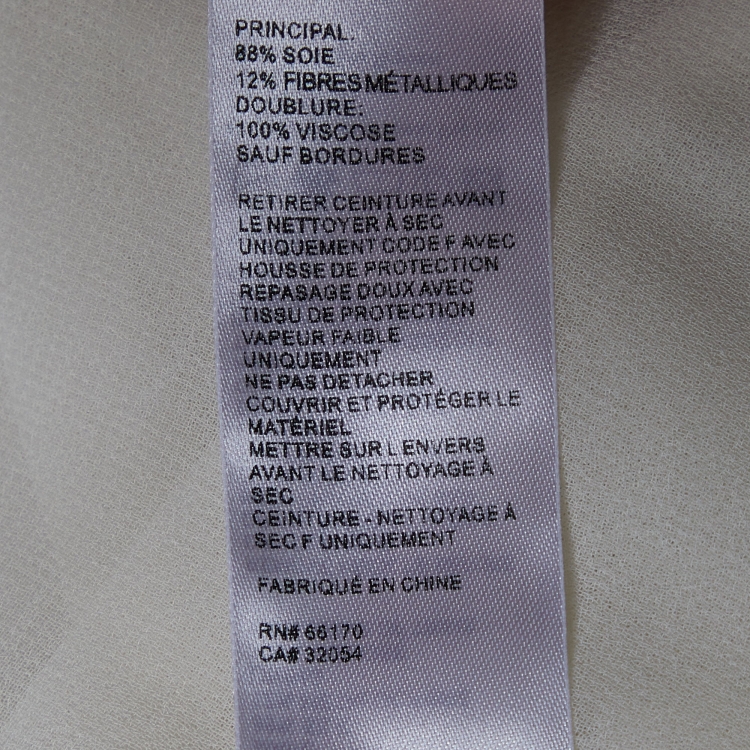 PRINCIPAL.
88% SOIE
12% FIBRES MÉTALLIQUES
DOUBLURE.
100% VISCOSE
SAUF BORDURES
RETIRER CEINTURE AVANT
LE NETTOYER À SEC
UNIQUEMENT CODE F AVEC
HOUSSE DE PROTECTION
REPASAGE DOUX AVEC
TISSU DE PROTECTION
VAPEUR FAIBLE
UNIQUEMENT
NE PAS DETACHER
COUVRIR ET PROTÉGER LE
MATÉRIEL
METTRE SUR L ENVERS
AVANT LE NETTOYAGE À
SEC
CEINTURE - NETTOYAGE A
SEC F UNIQUEMENT
FABRIQUÉ EN CHINE
RN# 66170
CA# 32054